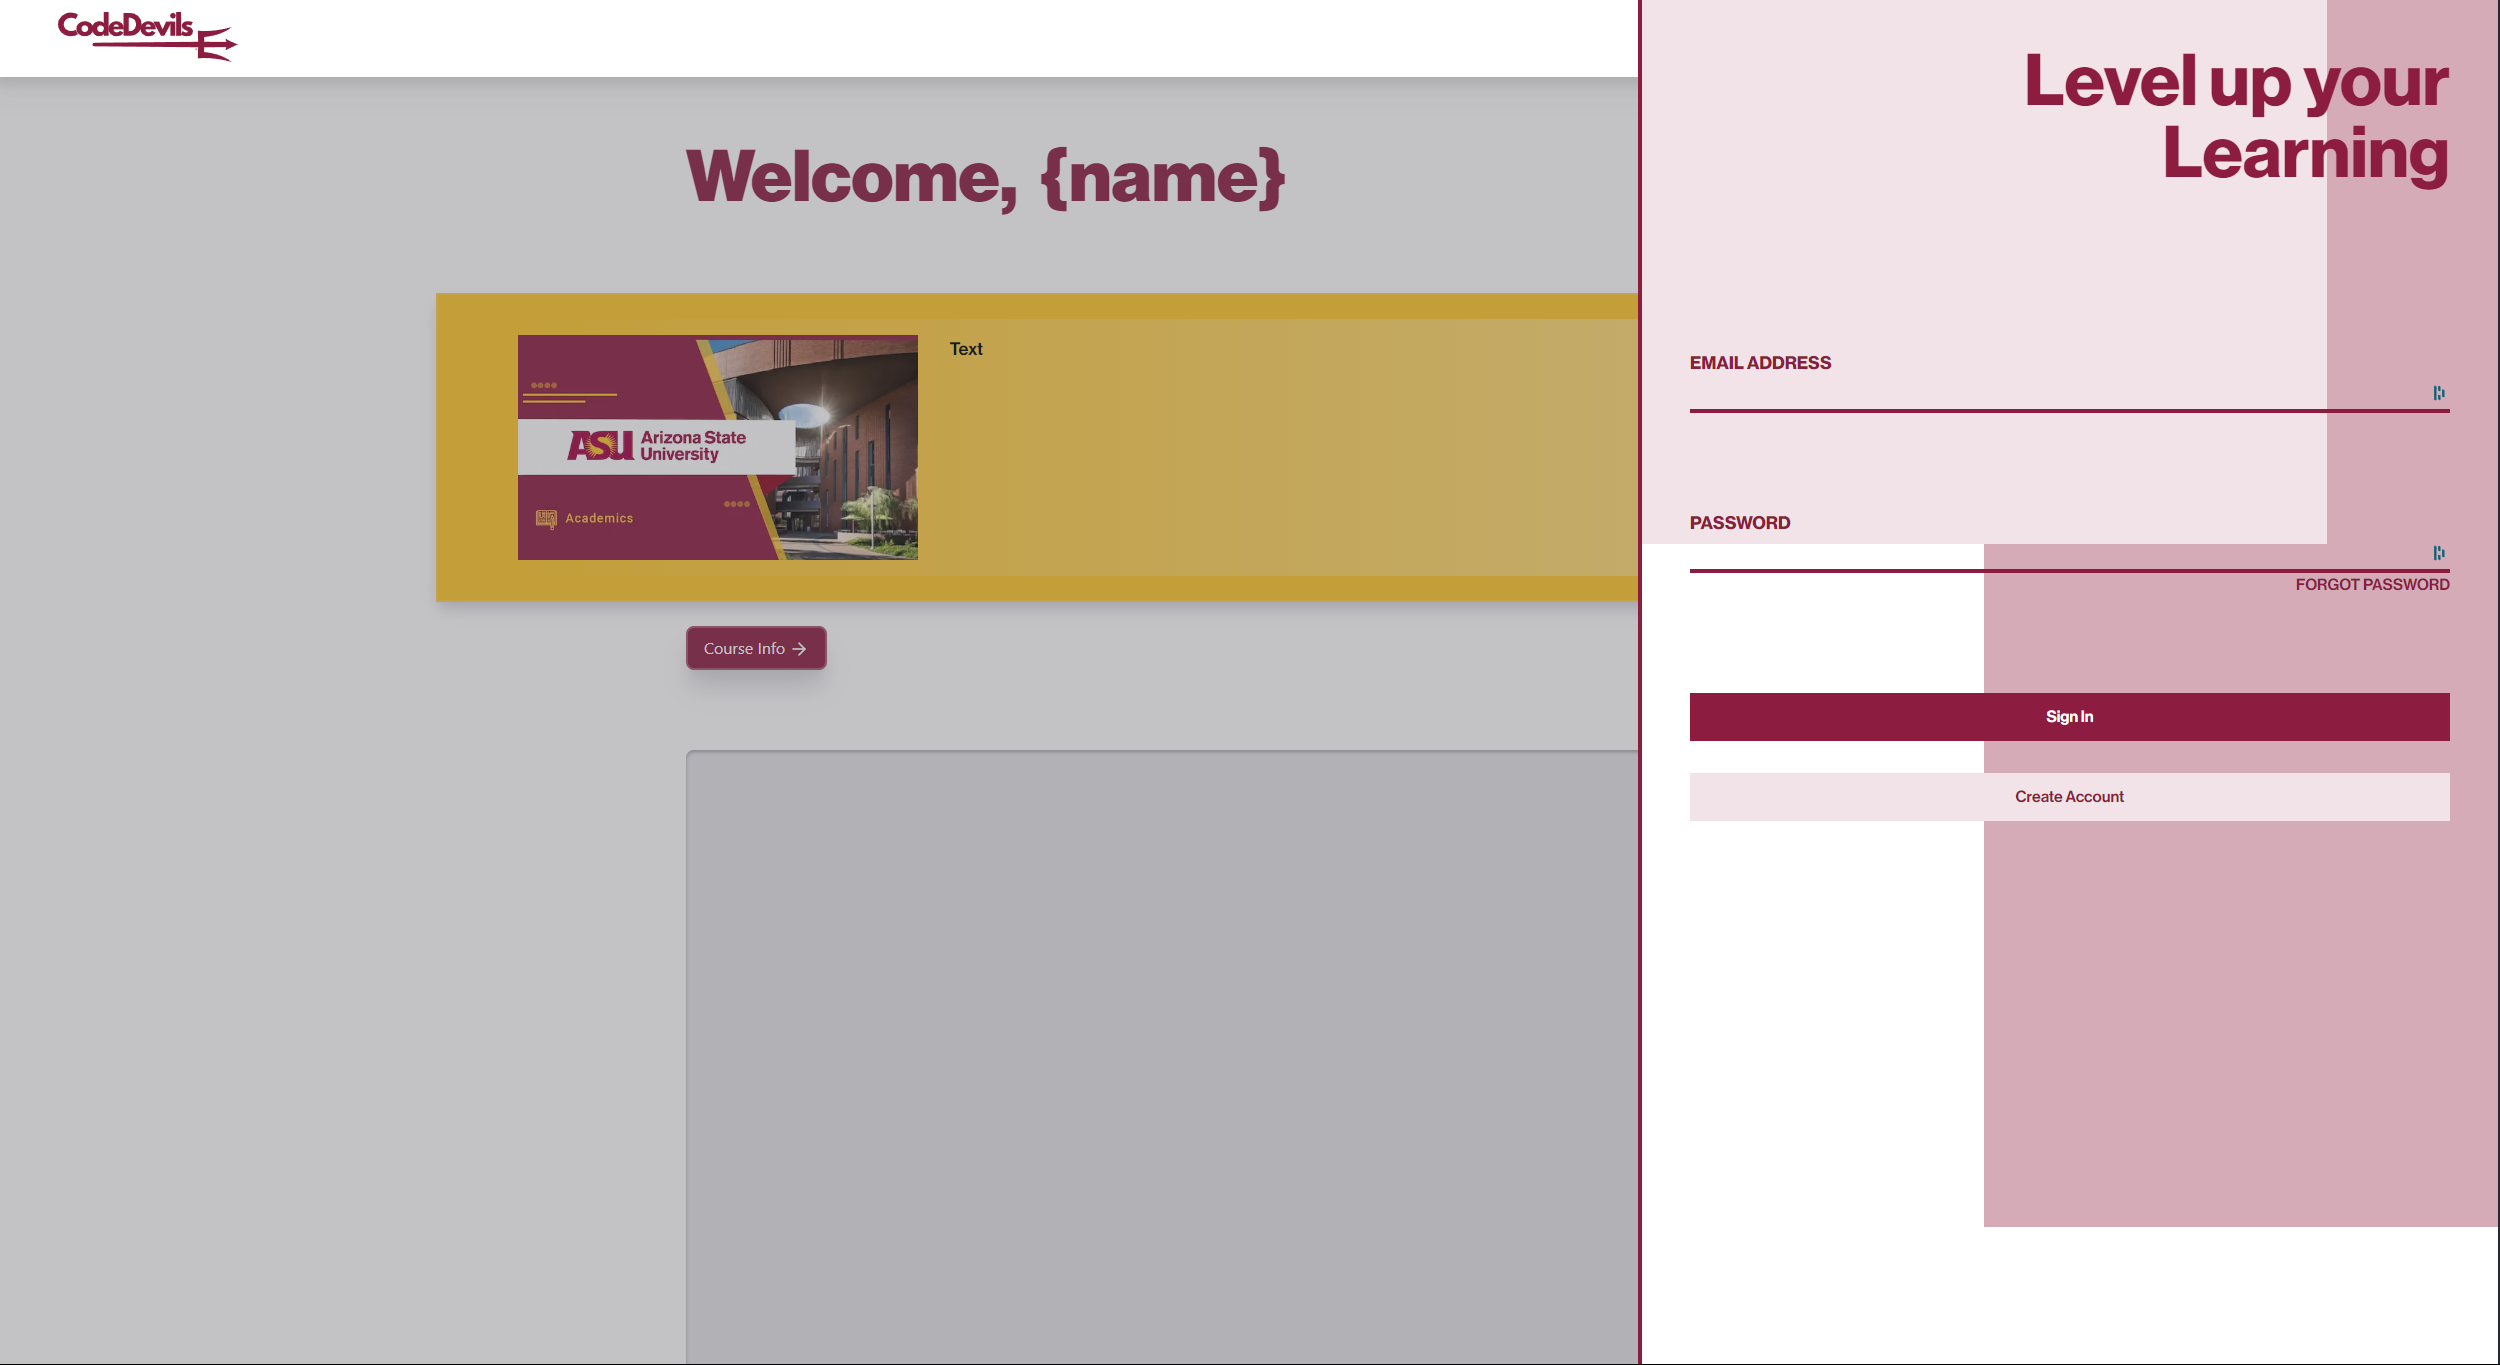 CodeDevils
Welcome, {name}
ASU Arizona State
University
Academics
Text
Course Info
Level up your
Learning
EMAIL ADDRESS
PASSWORD
FORGOT PASSWORD
Sign In
Create Account